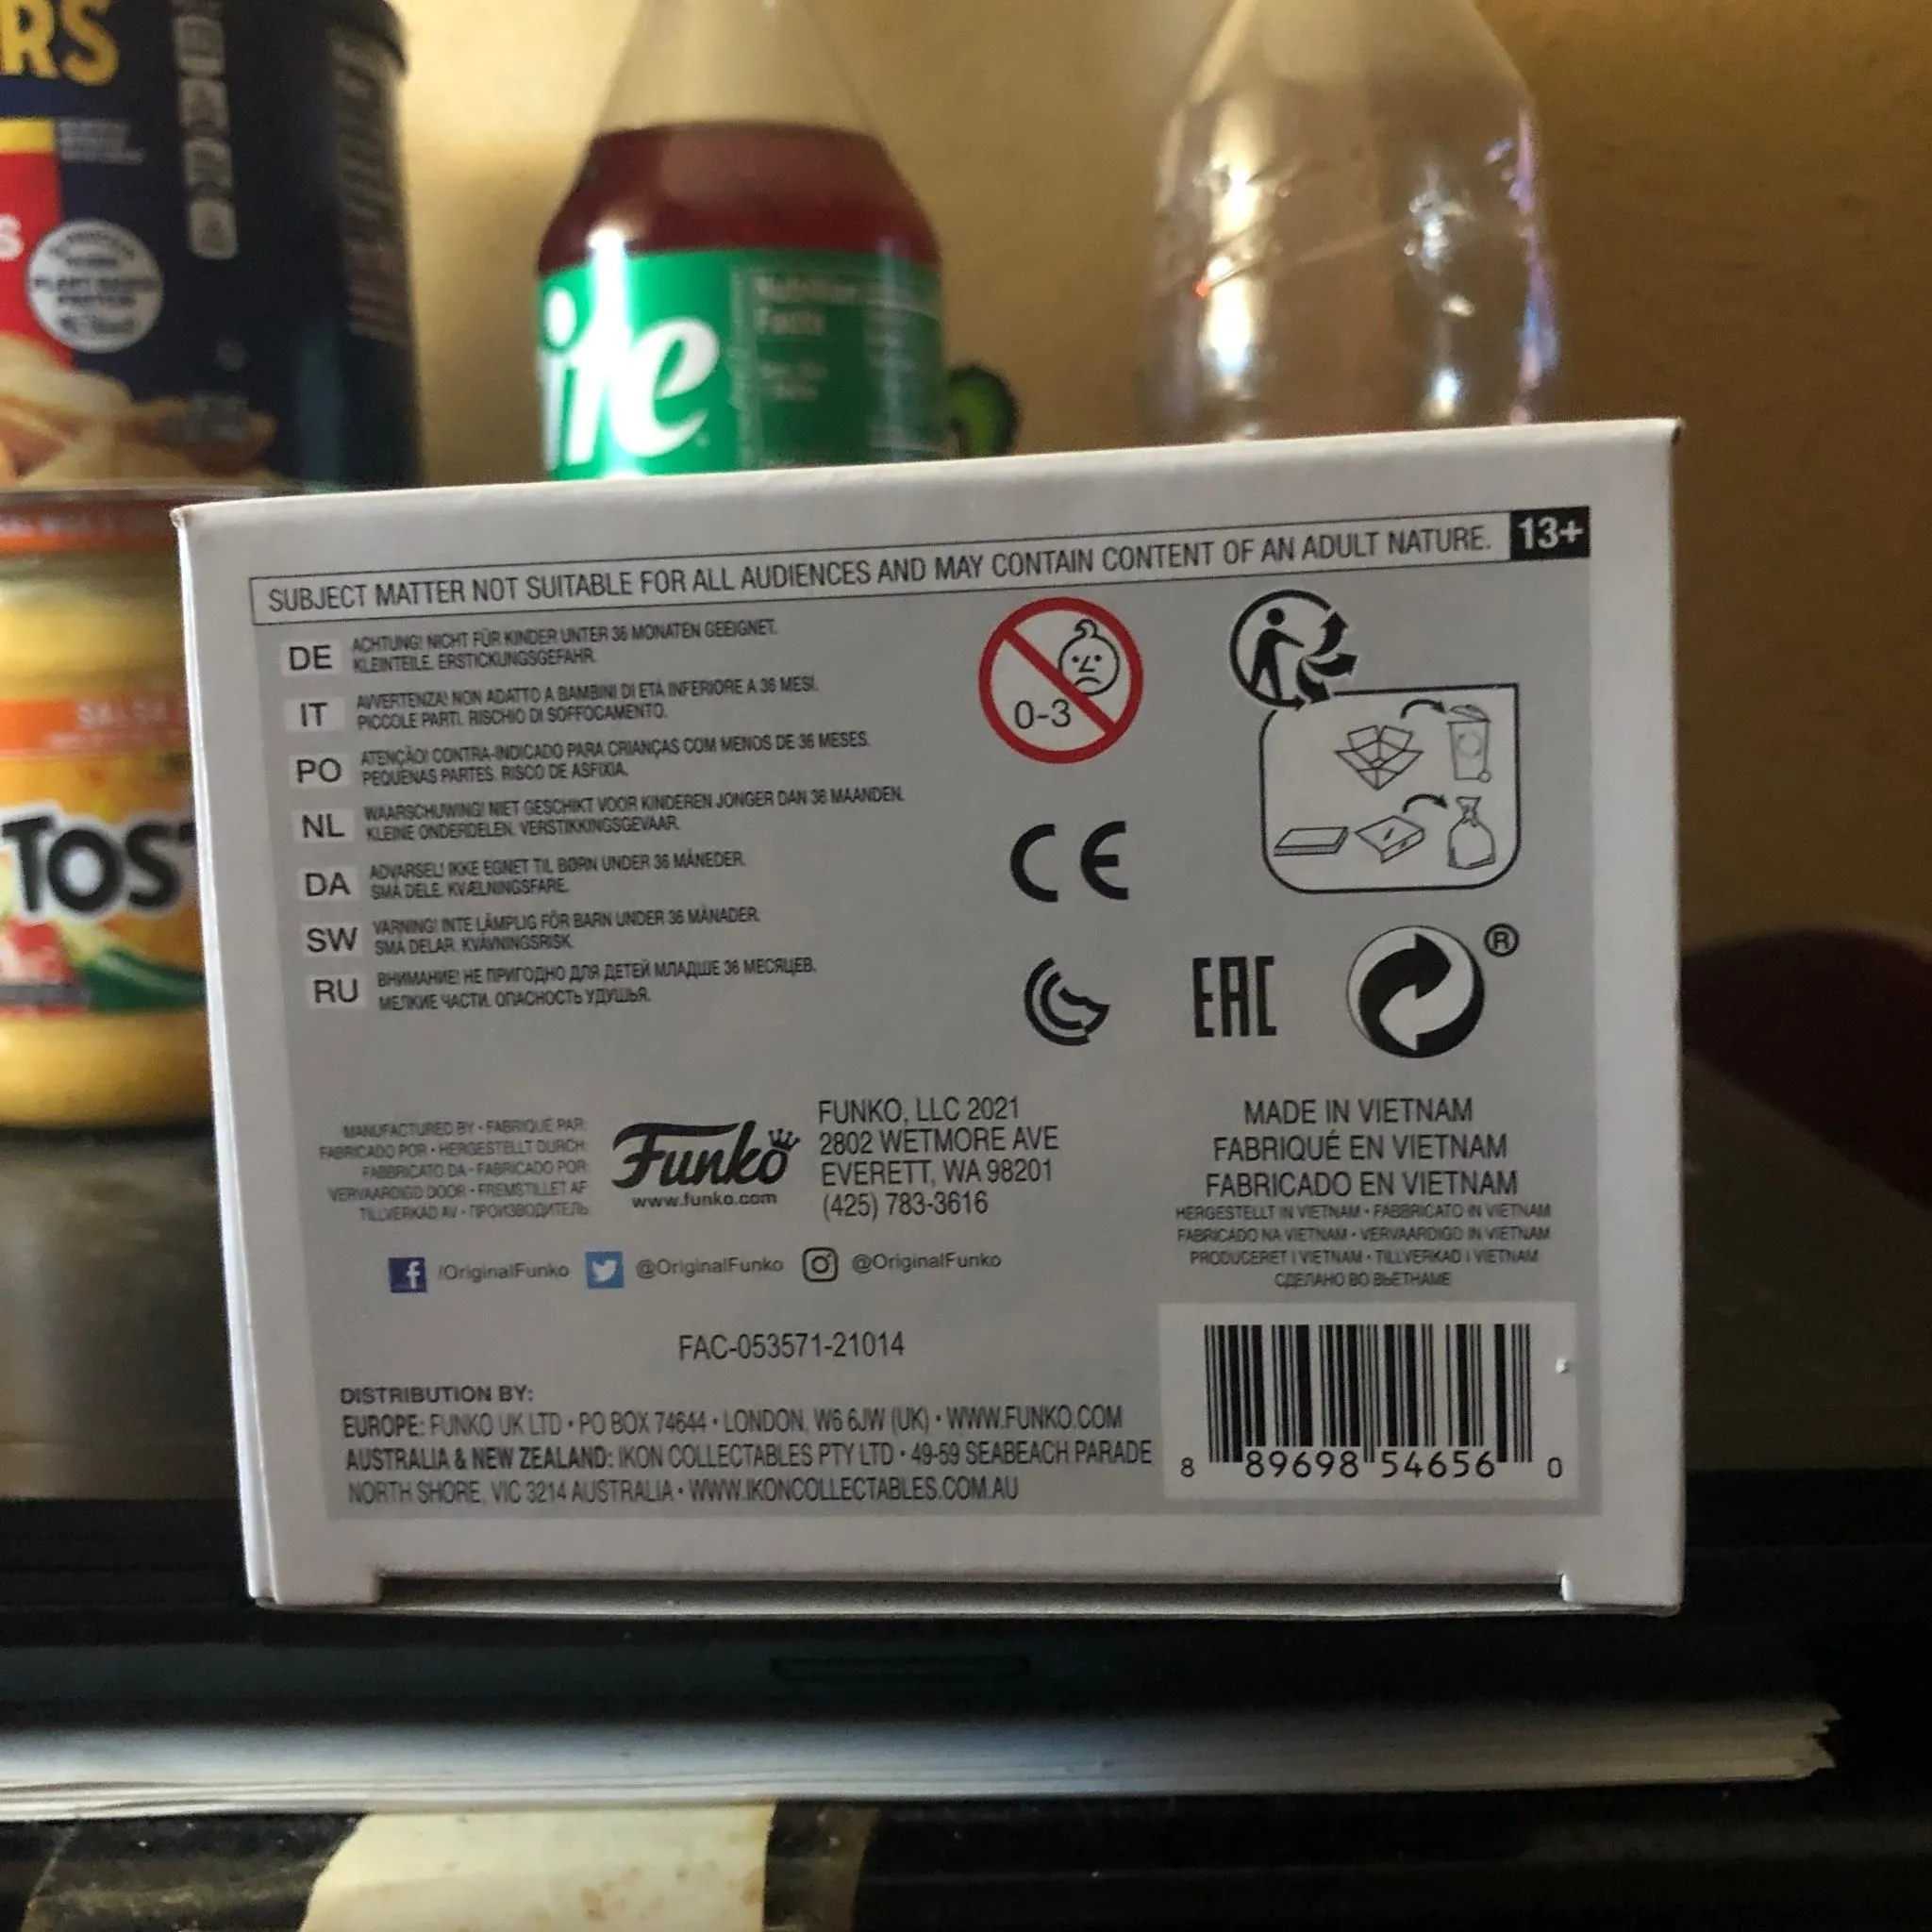 RS
S
ite
Nutrition
Facts
SALSA
TOS
SUBJECT MATTER NOT SUITABLE FOR ALL AUDIENCES AND MAY CONTAIN CONTENT OF AN ADULT NATURE. 13+
DE ACHTUNG! NICHT FÜR KINDER UNTER 36 MONATEN GEEIGNET.
KLEINTEILE. ERSTICKUNGSGEFAHR.
IT AVVERTENZA! NON ADATTO A BAMBINI DI ETÀ INFERIORE A 36 MESI.
PICCOLE PARTI. RISCHIO DI SOFFOCAMENTO.
PO ATENÇÃO! CONTRA-INDICADO PARA CRIANÇAS COM MENOS DE 36 MESES.
PEQUENAS PARTES. RISCO DE ASFIXIA.
NL WAARSCHUWING! NIET GESCHIKT VOOR KINDEREN JONGER DAN 36 MAANDEN.
KLEINE ONDERDELEN. VERSTIKKINGSGEVAAR.
DA ADVARSEL! IKKE EGNET TIL BØRN UNDER 36 MÅNEDER.
SMÅ DELE. KVÆLNINGSFARE.
SW VARNING! INTE LÄMPLIG FÖR BARN UNDER 36 MÅNADER.
SMÅ DELAR. KVÄVNINGSRISK.
RU ВНИМАНИЕ! НЕ ПРИГОДНО ДЛЯ ДЕТЕЙ МЛАДШЕ 36 МЕСЯЦЕВ.
МЕЛКИЕ ЧАСТИ. ОПАСНОСТЬ УДУШЬЯ.
0-3
CE
EAC
®
MANUFACTURED BY • FABRIQUÉ PAR:
FABRICADO POR • HERGESTELLT DURCH:
FABBRICATO DA • FABRICADO POR:
VERVAARDIGD DOOR • FREMSTILLET AF
TILLVERKAD AV • ПРОИЗВОДИТЕЛЬ:
Funko
www.funko.com
FUNKO, LLC 2021
2802 WETMORE AVE
EVERETT, WA 98201
(425) 783-3616
MADE IN VIETNAM
FABRIQUÉ EN VIETNAM
FABRICADO EN VIETNAM
HERGESTELLT IN VIETNAM • FABBRICATO IN VIETNAM
FABRICADO NA VIETNAM • VERVAARDIGD IN VIETNAM
PRODUCERET I VIETNAM • TILLVERKAD I VIETNAM
СДЕЛАНО ВО ВЬЕТНАМЕ
f /OriginalFunko @OriginalFunko @OriginalFunko
FAC-053571-21014
DISTRIBUTION BY:
EUROPE: FUNKO UK LTD • PO BOX 74644 • LONDON, W6 6JW (UK) • WWW.FUNKO.COM
AUSTRALIA & NEW ZEALAND: IKON COLLECTABLES PTY LTD • 49-59 SEABEACH PARADE
NORTH SHORE, VIC 3214 AUSTRALIA • WWW.IKONCOLLECTABLES.COM.AU
8 89698 54656 0